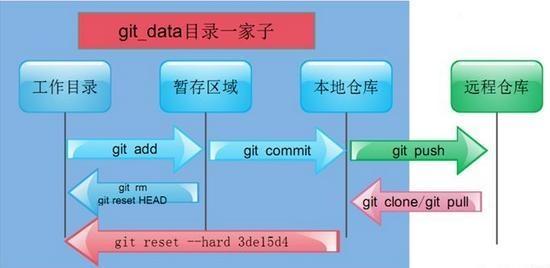 git_data目录一家子
工作目录
暂存区域
本地仓库
远程仓库
git add
git commit
git push
git rm
git reset HEAD
git clone/git pull
git reset --hard 3de15d4